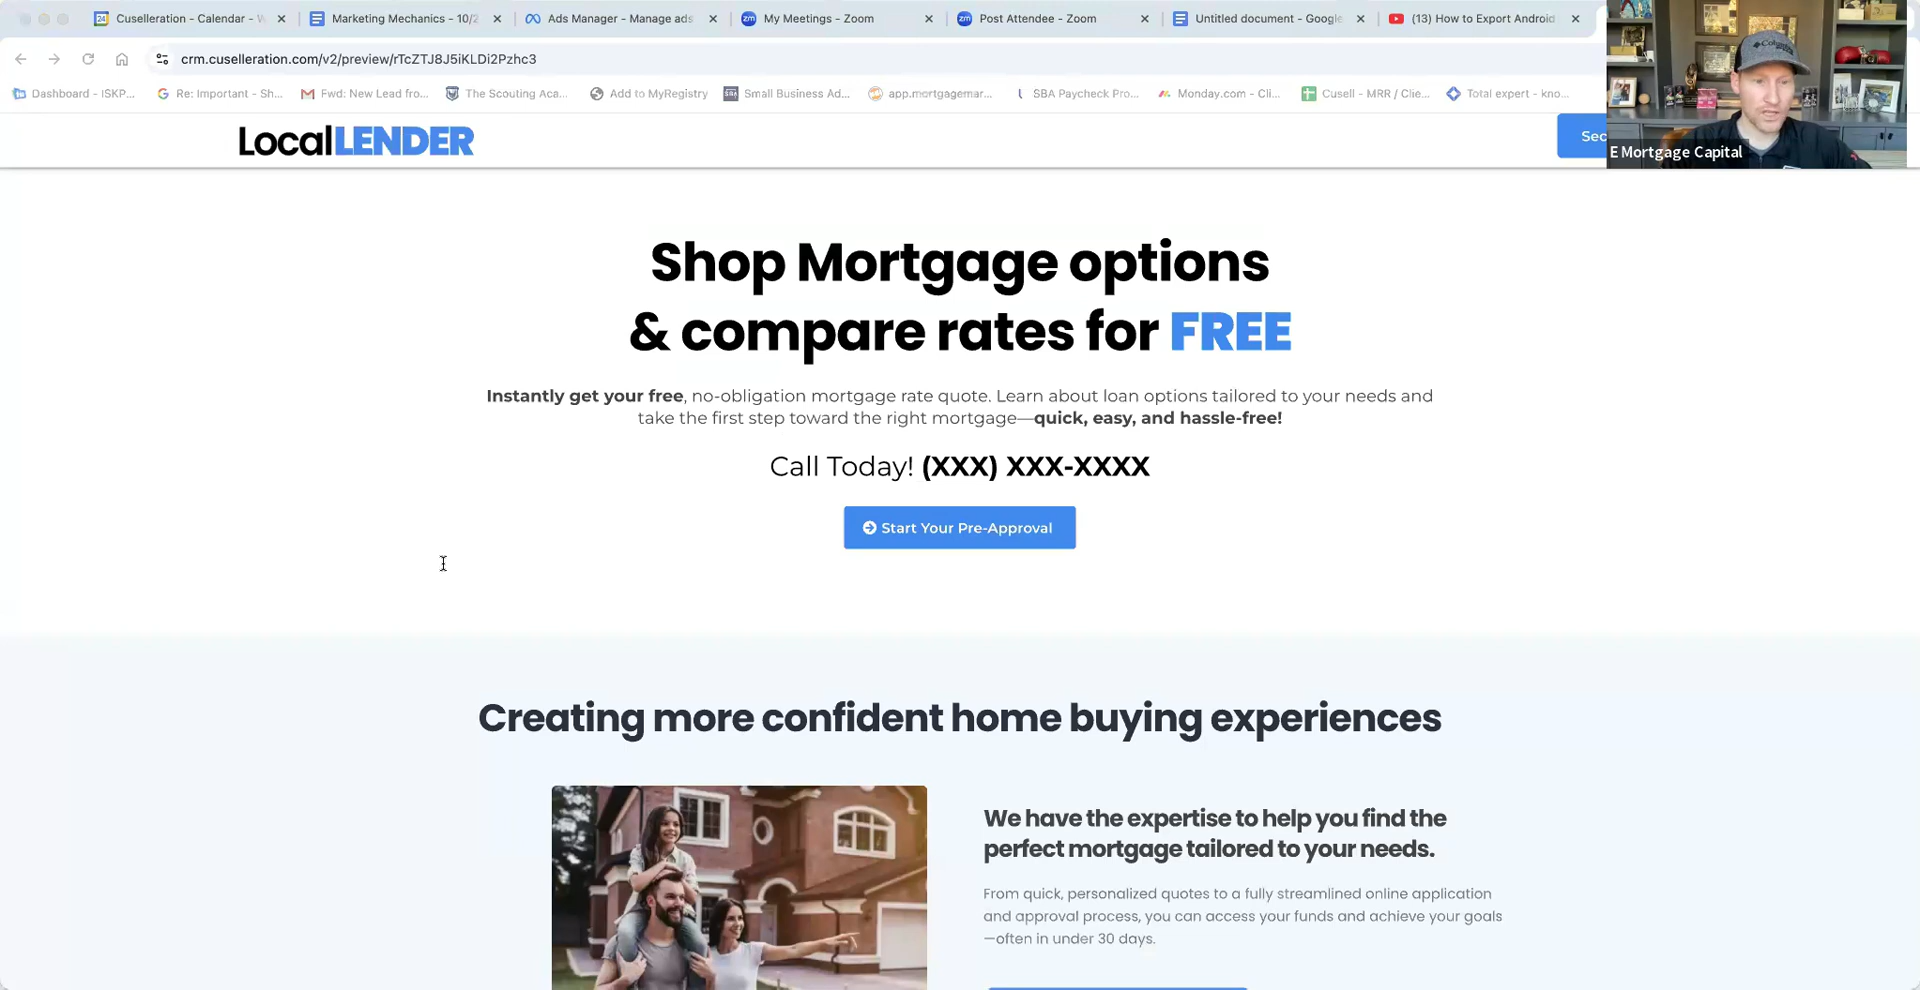 Cuselleration - Calendar - W
Marketing Mechanics - 10/2
Ads Manager - Manage ads
My Meetings - Zoom
Post Attendee - Zoom
Untitled document - Google
(13) How to Export Android
crm.cuselleration.com/v2/preview/rTcZTJ8J5iKLDi2Pzhc3
Dashboard - ISKP...
Re: Important - Sh...
Fwd: New Lead fro...
The Scouting Aca...
Add to MyRegistry
Small Business Ad...
app.mortgagemar...
SBA Paycheck Pro...
Monday.com - Cli...
Cusell - MRR / Clie...
Total expert - kno...
LocalLENDER
Sec
E Mortgage Capital
Shop Mortgage options
& compare rates for FREE
Instantly get your free, no-obligation mortgage rate quote. Learn about loan options tailored to your needs and
take the first step toward the right mortgage—quick, easy, and hassle-free!
Call Today! (XXX) XXX-XXXX
Start Your Pre-Approval
Creating more confident home buying experiences
We have the expertise to help you find the
perfect mortgage tailored to your needs.
From quick, personalized quotes to a fully streamlined online application
and approval process, you can access your funds and achieve your goals
—often in under 30 days.